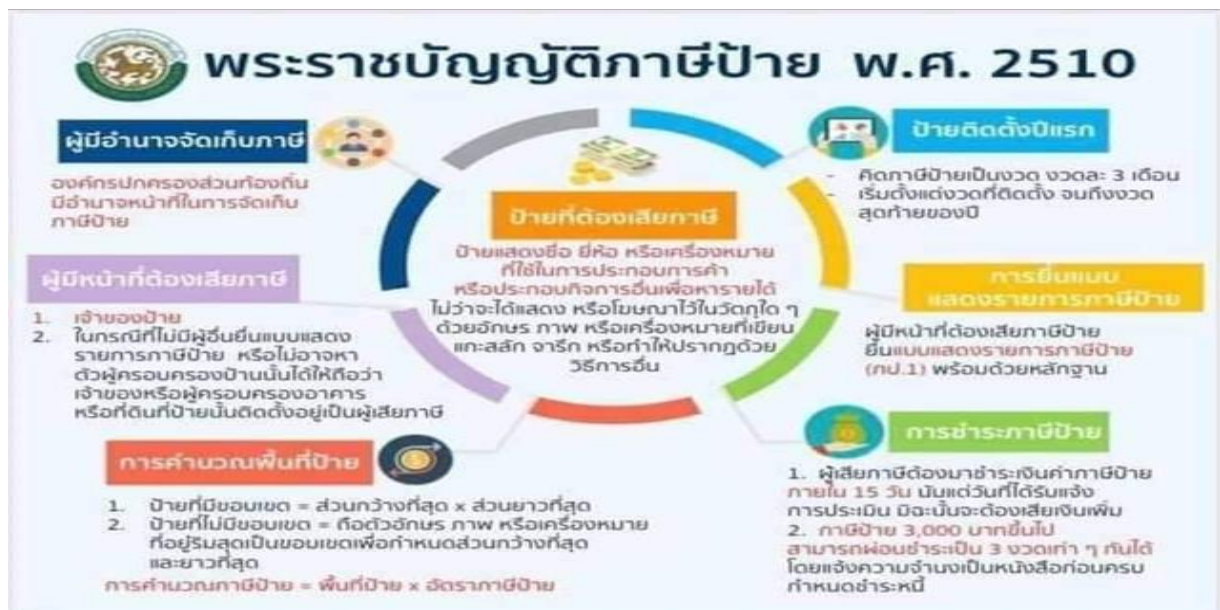 พระราชบัญญัติภาษีป้าย พ.ศ. 2510
ผู้มีอำนาจจัดเก็บภาษี
องค์กรปกครองส่วนท้องถิ่น
มีอำนาจหน้าที่ในการจัดเก็บ
ภาษีป้าย
ผู้มีหน้าที่ต้องเสียภาษี
1. เจ้าของป้าย
2. ในกรณีที่ไม่มีผู้อื่นยื่นแบบแสดง
รายการภาษีป้าย หรือไม่อาจหา
ตัวผู้ครอบครองป้านนั้นได้ให้ถือว่า
เจ้าของหรือผู้ครอบครองอาคาร
หรือที่ดินที่ป้ายนั้นติดตั้งอยู่เป็นผู้เสียภาษี
การคำนวณพื้นที่ป้าย
1. ป้ายที่มีขอบเขต = ส่วนกว้างที่สุด x ส่วนยาวที่สุด
2. ป้ายที่ไม่มีขอบเขต = ถือตัวอักษร ภาพ หรือเครื่องหมาย
ที่อยู่ริมสุดเป็นขอบเขตเพื่อกำหนดส่วนกว้างที่สุด
และยาวที่สุด
การคำนวณภาษีป้าย = พื้นที่ป้าย x อัตราภาษีป้าย
ป้ายที่ต้องเสียภาษี
ป้ายแสดงชื่อ ยี่ห้อ หรือเครื่องหมาย
ที่ใช้ในการประกอบการค้า
หรือประกอบกิจการอื่นเพื่อหารายได้
ไม่ว่าจะได้แสดง หรือโฆษณาไว้ในวัตถุใด ๆ
ด้วยอักษร ภาพ หรือเครื่องหมายที่เขียน
แกะสลัก จารึก หรือทำให้ปรากฏด้วย
วิธีการอื่น
ป้ายติดตั้งปีแรก
- คิดภาษีป้ายเป็นงวด งวดละ 3 เดือน
- เริ่มตั้งแต่งวดที่ติดตั้ง จนถึงงวด
สุดท้ายของปี
การยื่นแบบ
แสดงรายการภาษีป้าย
ผู้มีหน้าที่ต้องเสียภาษีป้าย
ยื่นแบบแสดงรายการภาษีป้าย
(ภป.1) พร้อมด้วยหลักฐาน
การชำระภาษีป้าย
1. ผู้เสียภาษีต้องมาชำระเงินค่าภาษีป้าย
ภายใน 15 วัน นับแต่วันที่ได้รับแจ้ง
การประเมิน มิฉะนั้นจะต้องเสียเงินเพิ่ม
2. ภาษีป้าย 3,000 บาทขึ้นไป
สามารถผ่อนชำระเป็น 3 งวดเท่า ๆ กันได้
โดยแจ้งความจำนงเป็นหนังสือก่อนครบ
กำหนดชำระหนี้